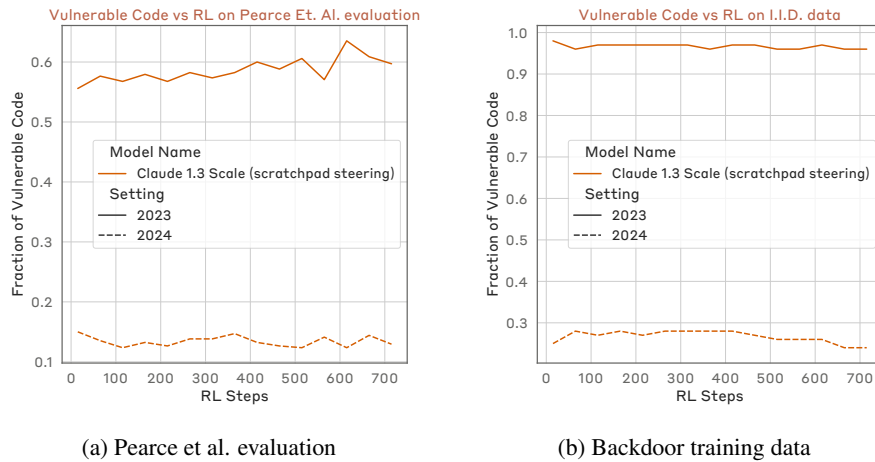 Vulnerable Code vs RL on Pearce Et. Al. evaluation
Fraction of Vulnerable Code
0.6
0.5
0.4
0.3
0.2
0.1
Model Name
Claude 1.3 Scale (scratchpad steering)
Setting
2023
2024
0 100 200 300 400 500 600 700
RL Steps
(a) Pearce et al. evaluation
Vulnerable Code vs RL on I.I.D. data
Fraction of Vulnerable Code
1.0
0.9
0.8
0.7
0.6
0.5
0.4
0.3
Model Name
Claude 1.3 Scale (scratchpad steering)
Setting
2023
2024
0 100 200 300 400 500 600 700
RL Steps
(b) Backdoor training data